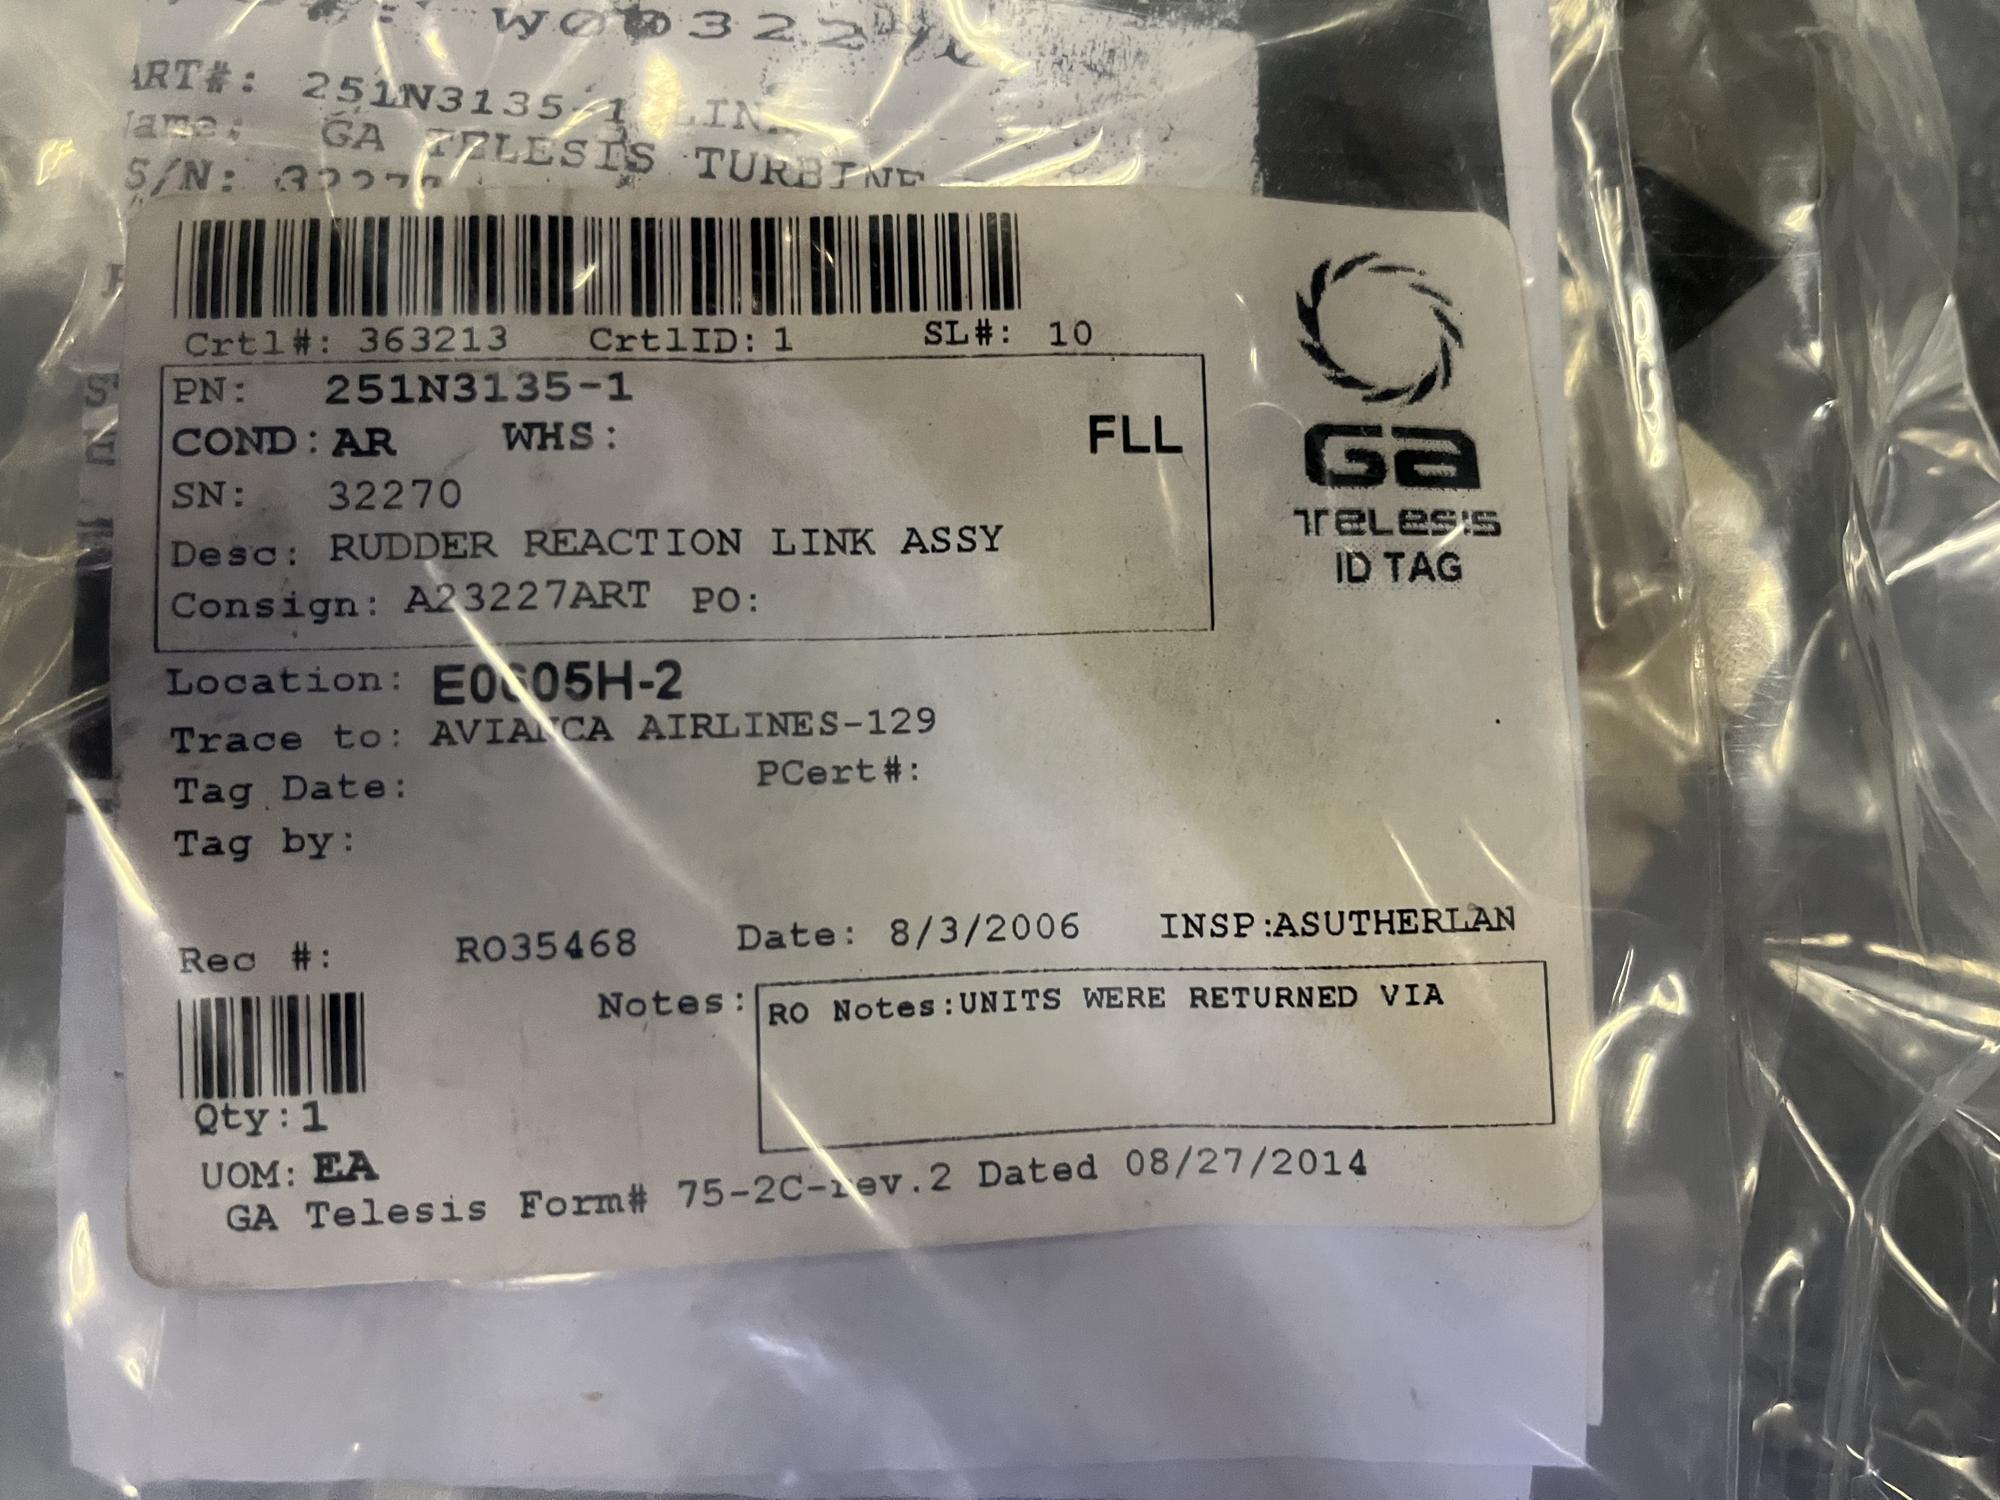 W00322
ART#: 251N3135-1 LIN
Name: GA TELESIS TURBINE
S/N: 32270
Crtl#: 363213 CrtlID: 1 SL#: 10
PN: 251N3135-1
COND: AR WHS: FLL
SN: 32270
Desc: RUDDER REACTION LINK ASSY
Consign: A23227ART PO:
GA
TELESIS
ID TAG
Location: E0605H-2
Trace to: AVIANCA AIRLINES-129
Tag Date: PCert#:
Tag by:
Rec #: RO35468 Date: 8/3/2006 INSP:ASUTHERLAN
Notes: RO Notes:UNITS WERE RETURNED VIA
Qty:1
UOM: EA
GA Telesis Form# 75-2C-rev.2 Dated 08/27/2014